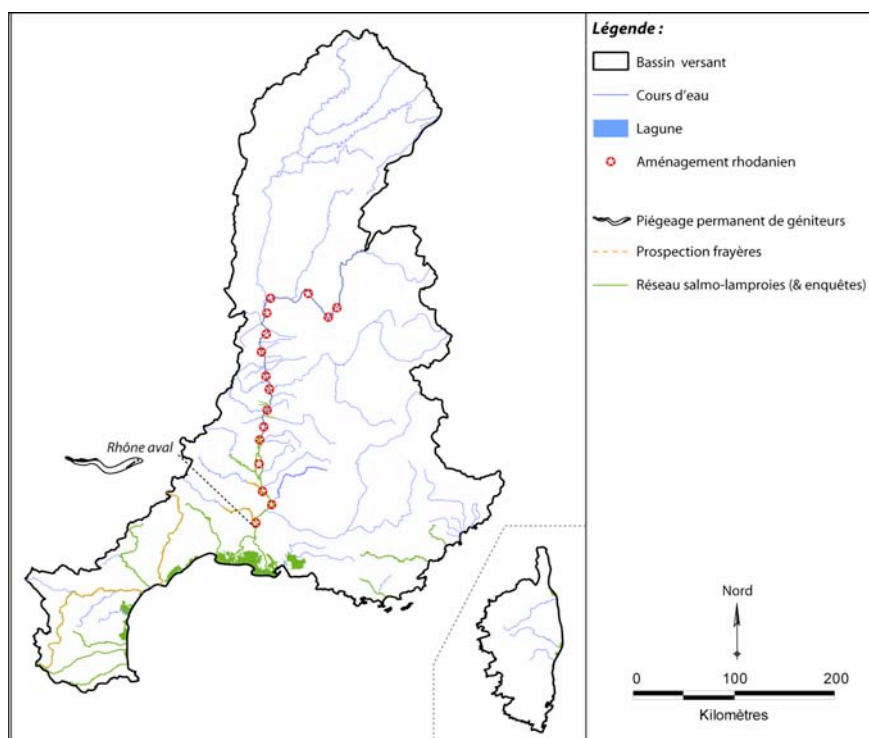 Légende :
Bassin versant
Cours d'eau
Lagune
Aménagement rhodanien
Piégeage permanent de géniteurs
Prospection frayères
Réseau salmo-lamproies (& enquêtes)
Rhône aval
Nord
0 100 200
Kilomètres